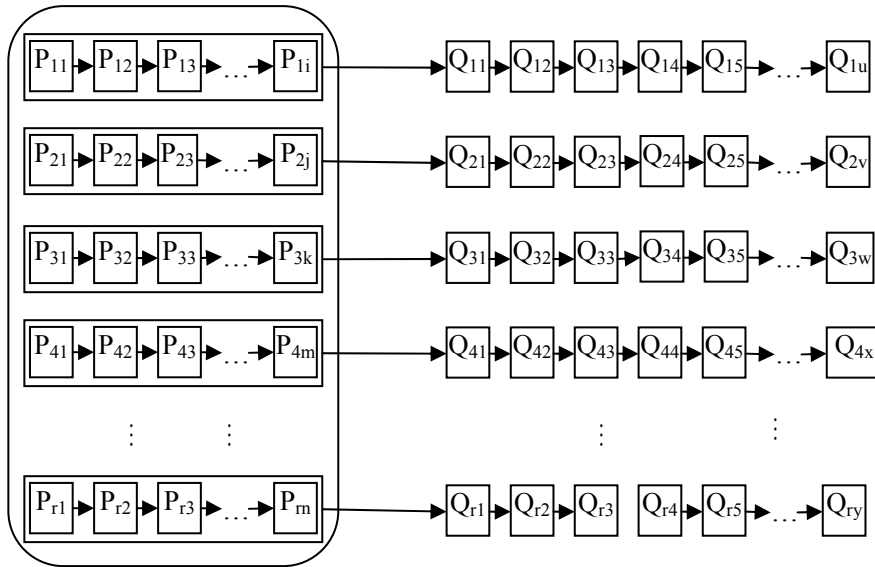 P11 P12 P13 ... P1i Q11 Q12 Q13 Q14 Q15 ... Q1u
P21 P22 P23 ... P2j Q21 Q22 Q23 Q24 Q25 ... Q2v
P31 P32 P33 ... P3k Q31 Q32 Q33 Q34 Q35 ... Q3w
P41 P42 P43 ... P4m Q41 Q42 Q43 Q44 Q45 ... Q4x
Pr1 Pr2 Pr3 ... Prn Qr1 Qr2 Qr3 Qr4 Qr5 ... Qry